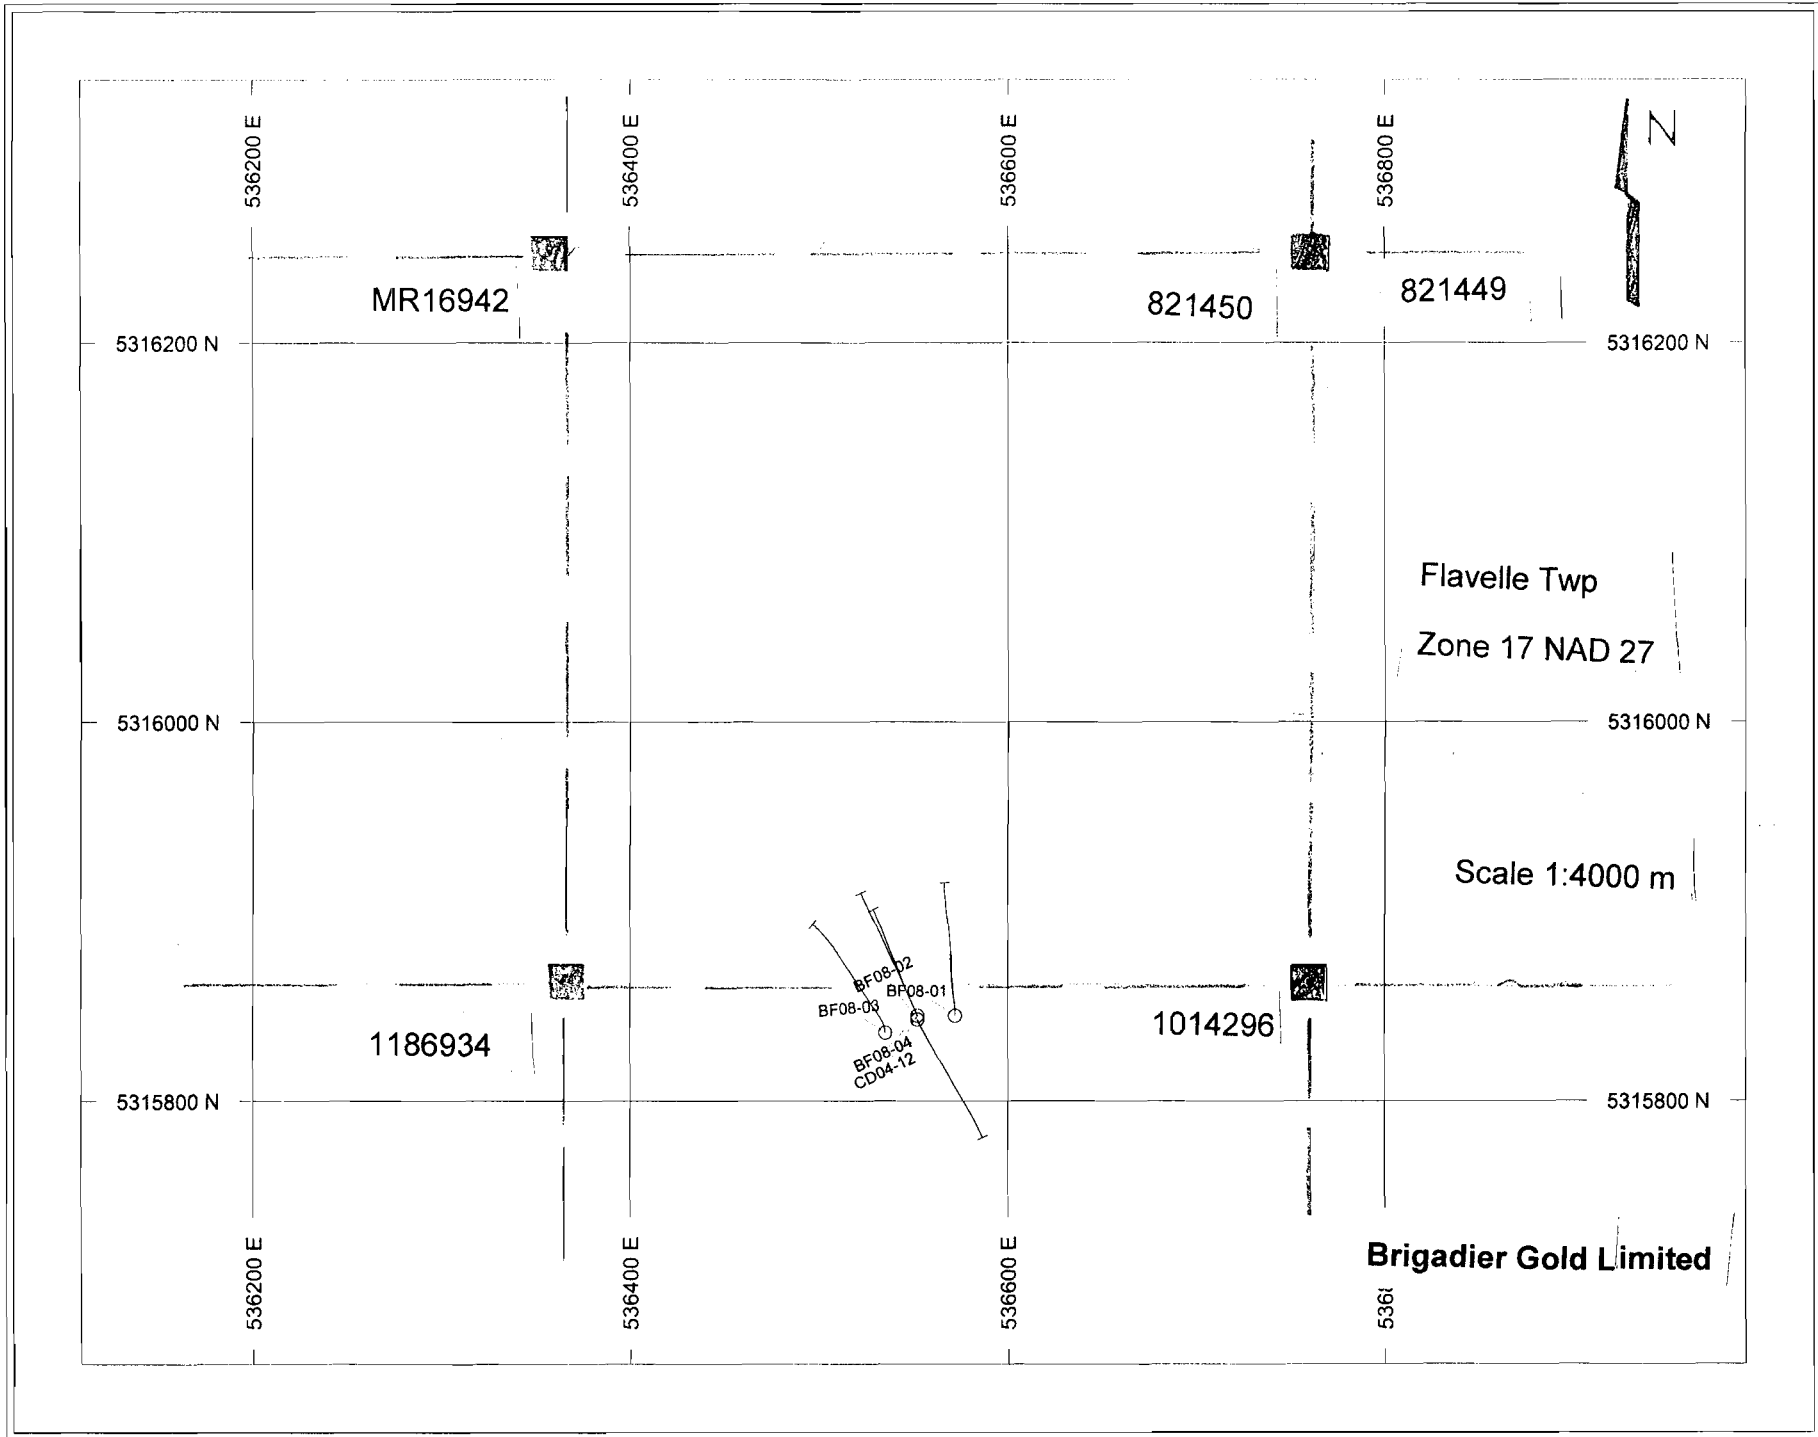 536200 E
536400 E
536600 E
536800 E
N
MR16942
821450
821449
5316200 N
5316200 N
Flavelle Twp
Zone 17 NAD 27
5316000 N
5316000 N
Scale 1:4000 m
BF08-02
BF08-01
BF08-03
BF08-04
CD04-12
1186934
1014296
5315800 N
5315800 N
Brigadier Gold Limited
536200 E
536400 E
536600 E